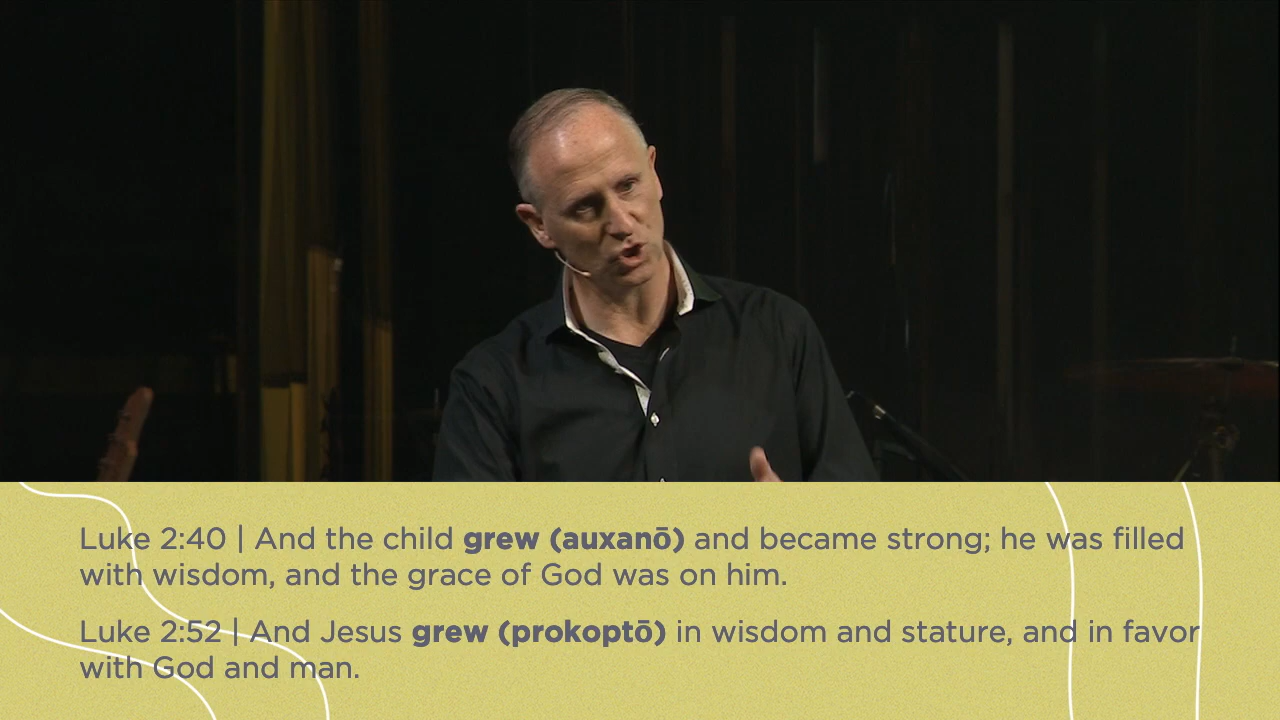 Luke 2:40 | And the child grew (auxanō) and became strong; he was filled
with wisdom, and the grace of God was on him.
Luke 2:52 | And Jesus grew (prokoptō) in wisdom and stature, and in favor
with God and man.